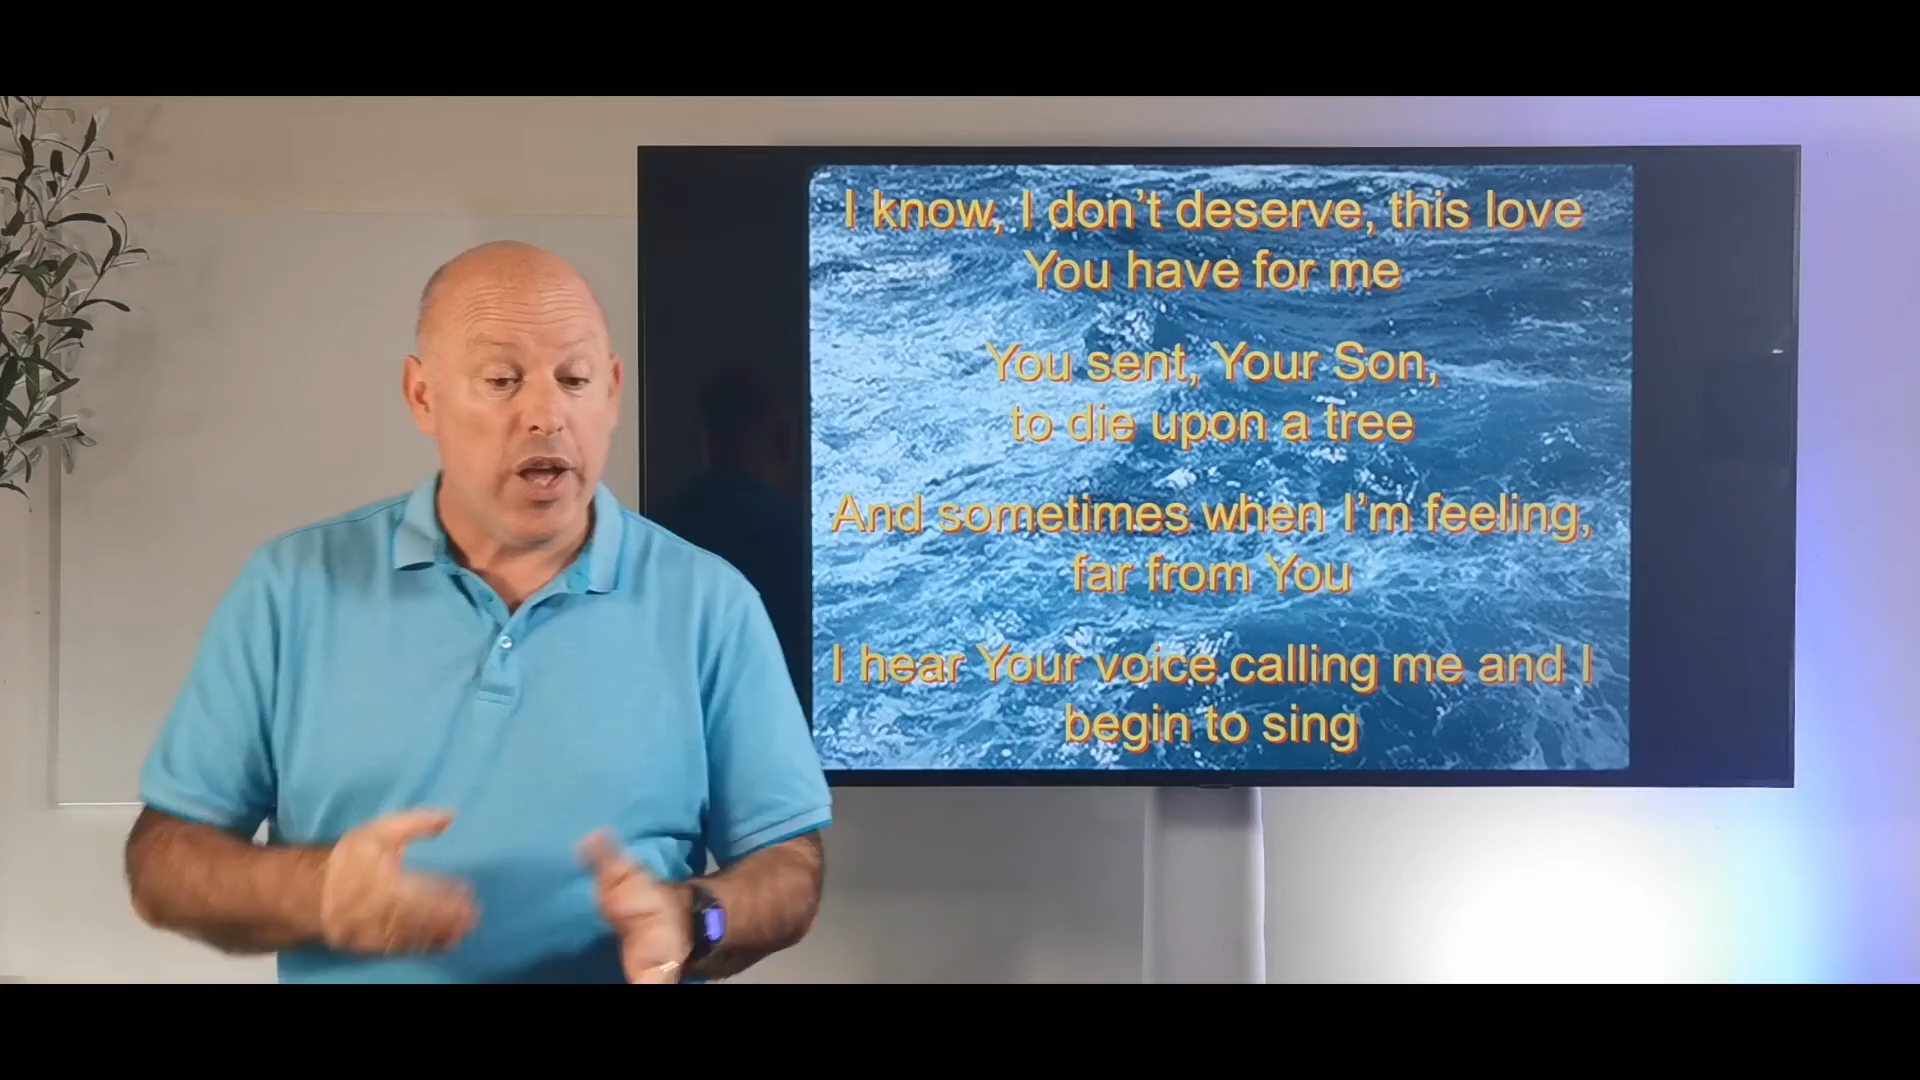 I know, I don’t deserve, this love
You have for me
You sent, Your Son,
to die upon a tree
And sometimes when I’m feeling,
far from You
I hear Your voice calling me and I
begin to sing